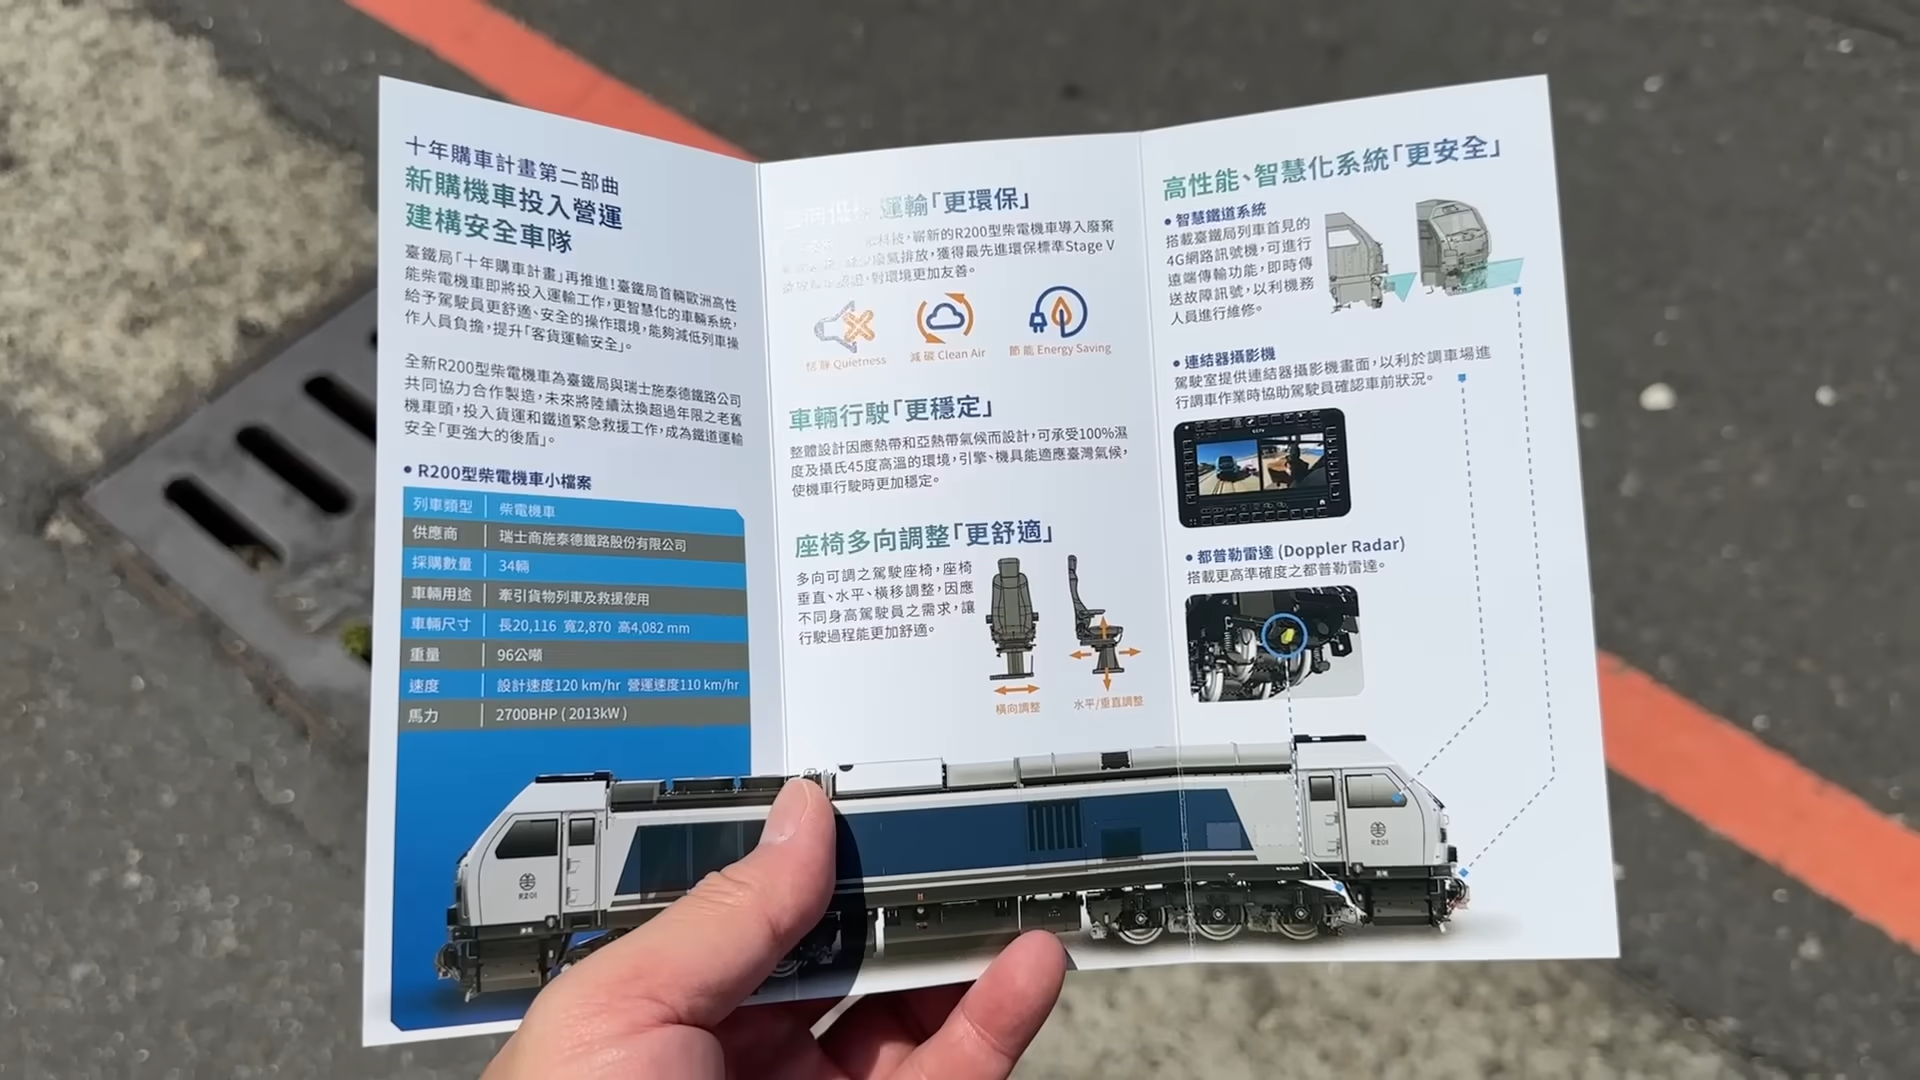 十年購車計畫第二部曲
新購機車投入營運
建構安全車隊
臺鐵局「十年購車計畫」再推進！臺鐵局首輛歐洲高性
能柴電機車即將投入運輸工作，更智慧化的車輛系統，
給予駕駛員更舒適、安全的操作環境，能夠減低列車操
作人員負擔，提升「客貨運輸安全」。
全新R200型柴電機車為臺鐵局與瑞士施泰德鐵路公司
共同協力合作製造，未來將陸續汰換超過年限之老舊
機車頭，投入貨運和鐵道緊急救援工作，成為鐵道運輸
安全「更強大的後盾」。
• R200型柴電機車小檔案
列車類型 柴電機車
供應商 瑞士商施泰德鐵路股份有限公司
採購數量 34輛
車輛用途 牽引貨物列車及救援使用
車輛尺寸 長20,116 寬2,870 高4,082 mm
重量 96公噸
速度 設計速度120 km/hr 營運速度110 km/hr
馬力 2700BHP ( 2013kW )
R201
運輸「更環保」
科技，嶄新的R200型柴電機車導入廢棄
排放，獲得最先進環保標準Stage V
對環境更加友善。
恬靜 Quietness
減碳 Clean Air
節能 Energy Saving
車輛行駛「更穩定」
整體設計因應熱帶和亞熱帶氣候而設計，可承受100%濕
度及攝氏45度高溫的環境，引擎、機具能適應臺灣氣候，
使機車行駛時更加穩定。
座椅多向調整「更舒適」
多向可調之駕駛座椅，座椅
垂直、水平、橫移調整，因應
不同身高駕駛員之需求，讓
行駛過程能更加舒適。
橫向調整
水平/垂直調整
高性能、智慧化系統「更安全」
• 智慧鐵道系統
搭載臺鐵局列車首見的
4G網路訊號機，可進行
遠端傳輸功能，即時傳
送故障訊號，以利機務
人員進行維修。
• 連結器攝影機
駕駛室提供連結器攝影機畫面，以利於調車場進
行調車作業時協助駕駛員確認車前狀況。
• 都普勒雷達 (Doppler Radar)
搭載更高準確度之都普勒雷達。
R201